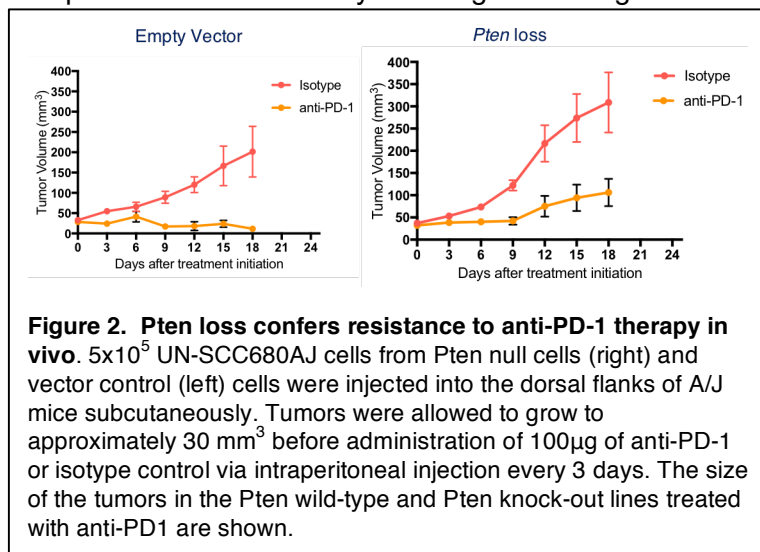 Empty Vector
Pten loss
400
350
300
250
200
150
100
50
0
Tumor Volume (mm³)
Isotype
anti-PD-1
0 3 6 9 12 15 18 21 24
Days after treatment initiation
400
350
300
250
200
150
100
50
0
Tumor Volume (mm³)
Isotype
anti-PD-1
0 3 6 9 12 15 18 21 24
Days after treatment initiation
Figure 2. Pten loss confers resistance to anti-PD-1 therapy in
vivo. 5x10⁵ UN-SCC680AJ cells from Pten null cells (right) and
vector control (left) cells were injected into the dorsal flanks of A/J
mice subcutaneously. Tumors were allowed to grow to
approximately 30 mm³ before administration of 100µg of anti-PD-1
or isotype control via intraperitoneal injection every 3 days. The size
of the tumors in the Pten wild-type and Pten knock-out lines treated
with anti-PD1 are shown.